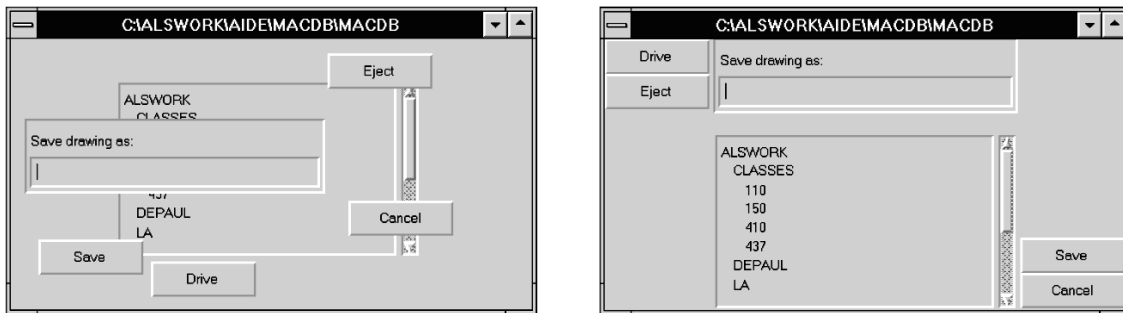 C:\ALSWORK\AIDE\MACDB\MACDB
Eject
ALSWORK
CLASSES
Save drawing as:
437
DEPAUL
Cancel
LA
Save
Drive
C:\ALSWORK\AIDE\MACDB\MACDB
Drive
Save drawing as:
Eject
ALSWORK
CLASSES
110
150
410
437
DEPAUL
LA
Save
Cancel